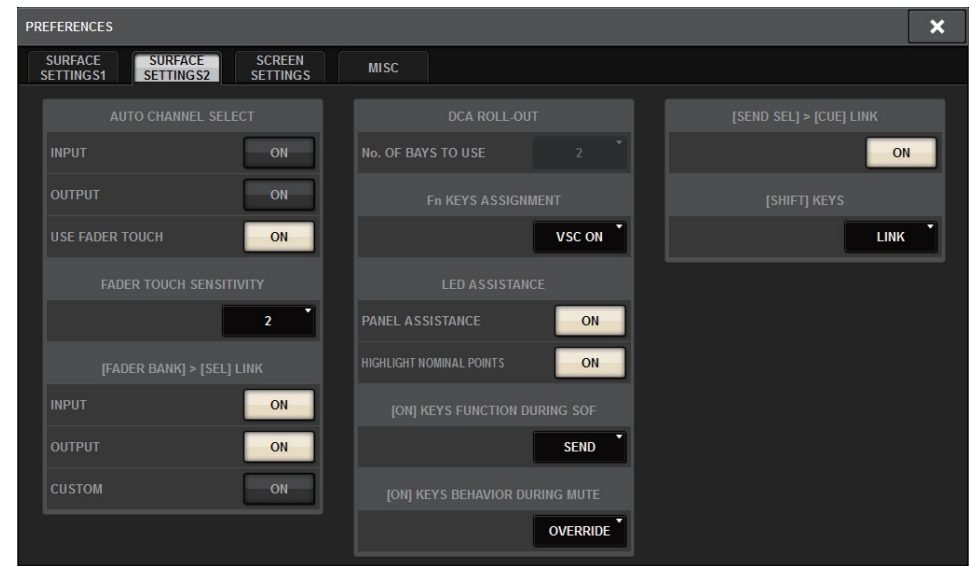 PREFERENCES
SURFACE SETTINGS1
SURFACE SETTINGS2
SCREEN SETTINGS
MISC
AUTO CHANNEL SELECT
INPUT ON
OUTPUT ON
USE FADER TOUCH ON
FADER TOUCH SENSITIVITY
2
[FADER BANK] > [SEL] LINK
INPUT ON
OUTPUT ON
CUSTOM ON
DCA ROLL-OUT
No. OF BAYS TO USE 2
Fn KEYS ASSIGNMENT
VSC ON
LED ASSISTANCE
PANEL ASSISTANCE ON
HIGHLIGHT NOMINAL POINTS ON
[ON] KEYS FUNCTION DURING SOF
SEND
[ON] KEYS BEHAVIOR DURING MUTE
OVERRIDE
[SEND SEL] > [CUE] LINK
ON
[SHIFT] KEYS
LINK